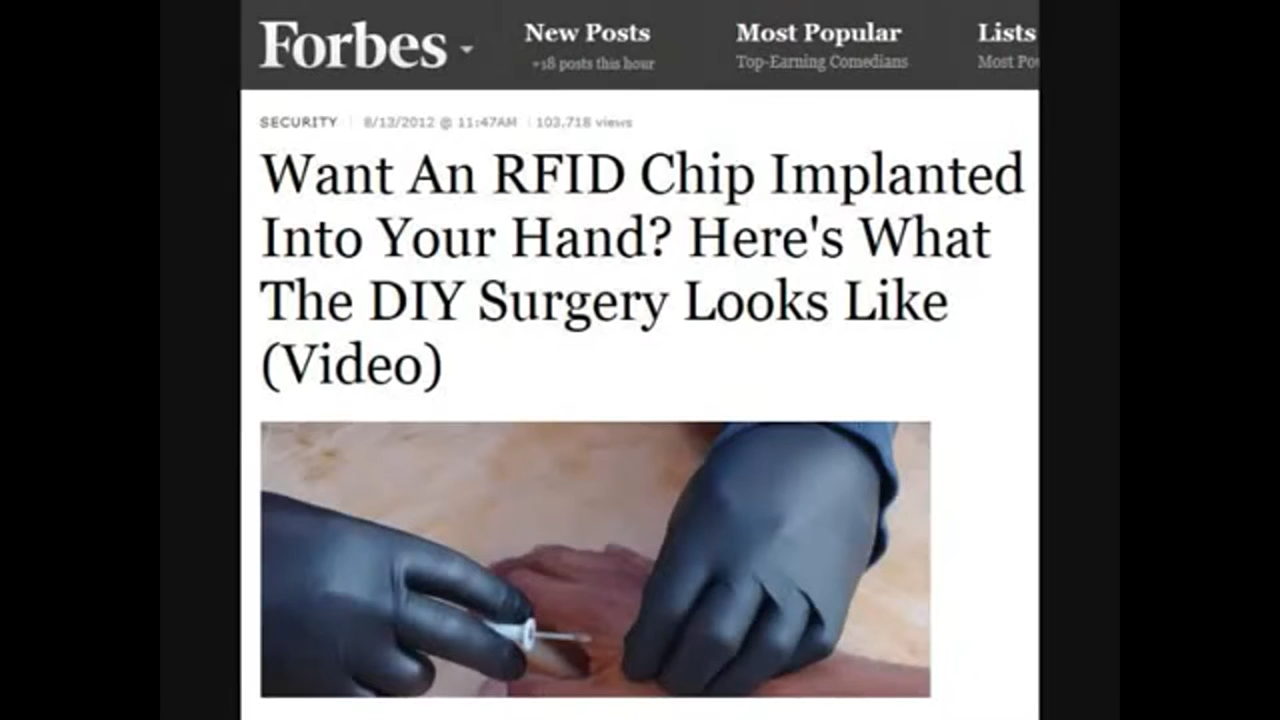 Forbes
New Posts
+18 posts this hour
Most Popular
Top-Earning Comedians
Lists
Most
SECURITY | 8/13/2012 @ 11:47AM | 103,718 views
Want An RFID Chip Implanted
Into Your Hand? Here's What
The DIY Surgery Looks Like
(Video)